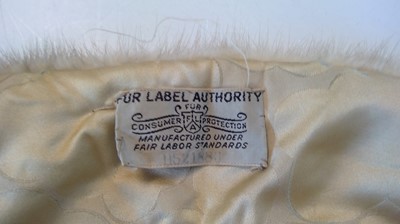 FUR LABEL AUTHORITY
FUR
CONSUMER PROTECTION
FLA
MANUFACTURED UNDER
FAIR LABOR STANDARDS